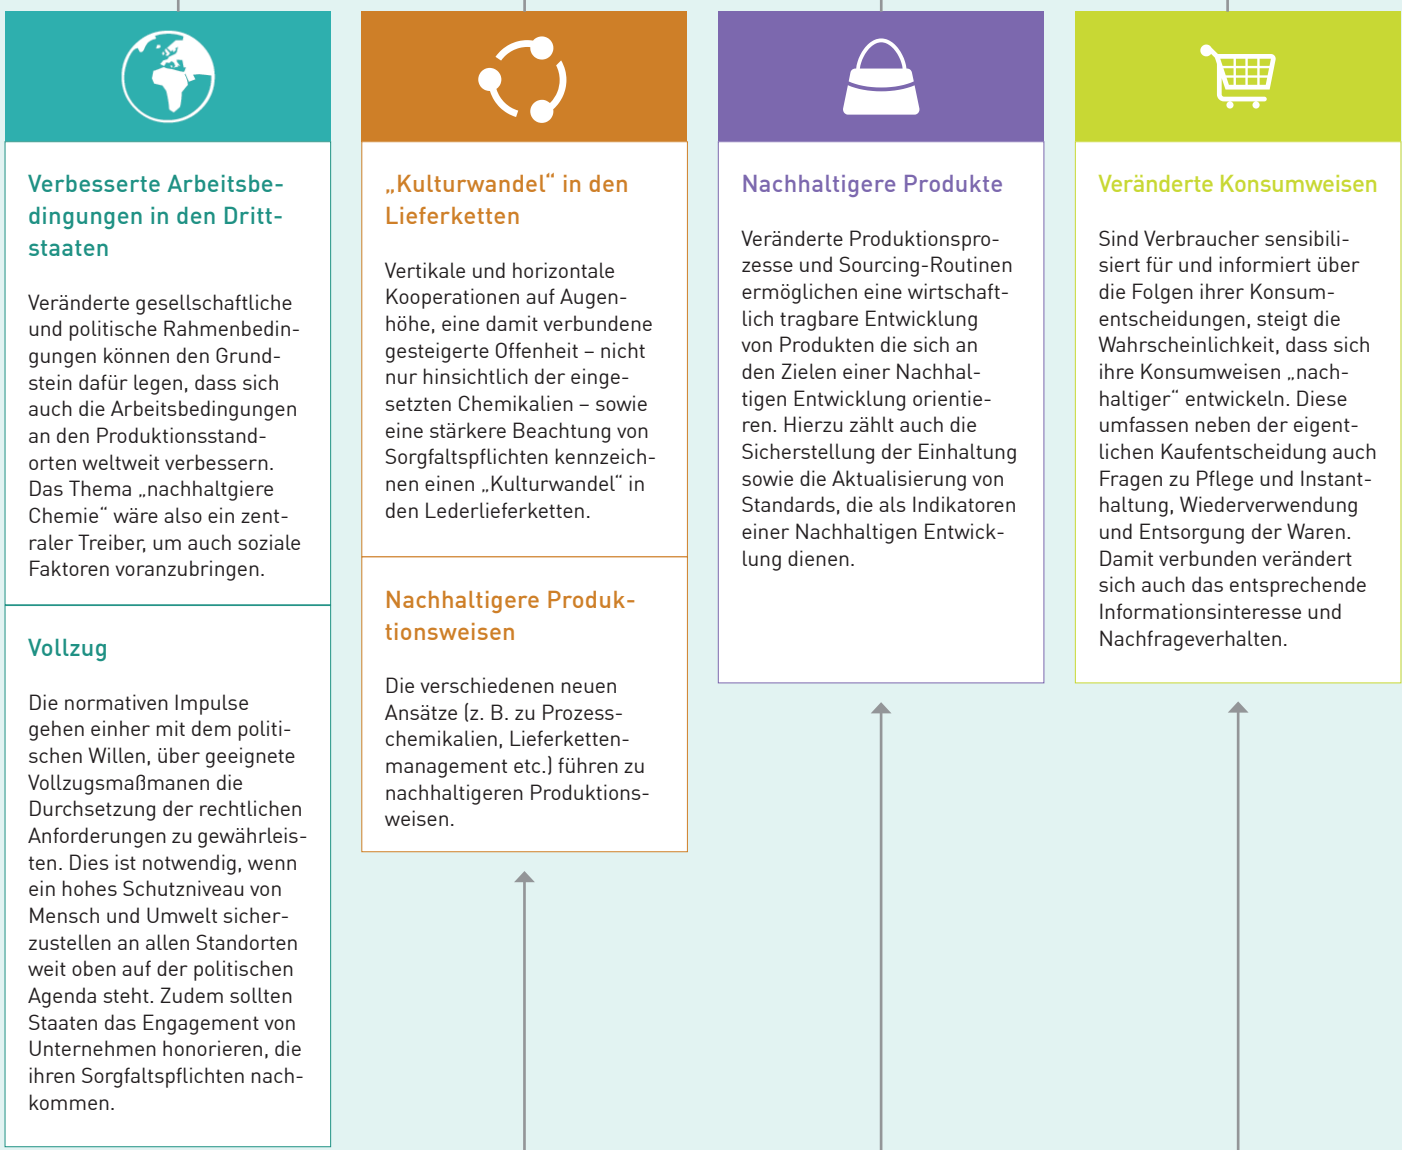 Verbesserte Arbeitsbe-
dingungen in den Dritt-
staaten
Veränderte gesellschaftliche
und politische Rahmenbedin-
gungen können den Grund-
stein dafür legen, dass sich
auch die Arbeitsbedingungen
an den Produktionsstand-
orten weltweit verbessern.
Das Thema „nachhaltgiere
Chemie“ wäre also ein zent-
raler Treiber, um auch soziale
Faktoren voranzubringen.
Vollzug
Die normativen Impulse
gehen einher mit dem politi-
schen Willen, über geeignete
Vollzugsmaßmanen die
Durchsetzung der rechtlichen
Anforderungen zu gewährleis-
ten. Dies ist notwendig, wenn
ein hohes Schutzniveau von
Mensch und Umwelt sicher-
zustellen an allen Standorten
weit oben auf der politischen
Agenda steht. Zudem sollten
Staaten das Engagement von
Unternehmen honorieren, die
ihren Sorgfaltspflichten nach-
kommen.
„Kulturwandel“ in den
Lieferketten
Vertikale und horizontale
Kooperationen auf Augen-
höhe, eine damit verbundene
gesteigerte Offenheit – nicht
nur hinsichtlich der einge-
setzten Chemikalien – sowie
eine stärkere Beachtung von
Sorgfaltspflichten kennzeich-
nen einen „Kulturwandel“ in
den Lederlieferketten.
Nachhaltigere Produk-
tionsweisen
Die verschiedenen neuen
Ansätze (z. B. zu Prozess-
chemikalien, Lieferketten-
management etc.) führen zu
nachhaltigeren Produktions-
weisen.
Nachhaltigere Produkte
Veränderte Produktionspro-
zesse und Sourcing-Routinen
ermöglichen eine wirtschaft-
lich tragbare Entwicklung
von Produkten die sich an
den Zielen einer Nachhal-
tigen Entwicklung orientie-
ren. Hierzu zählt auch die
Sicherstellung der Einhaltung
sowie die Aktualisierung von
Standards, die als Indikatoren
einer Nachhaltigen Entwick-
lung dienen.
Veränderte Konsumweisen
Sind Verbraucher sensibili-
siert für und informiert über
die Folgen ihrer Konsum-
entscheidungen, steigt die
Wahrscheinlichkeit, dass sich
ihre Konsumweisen „nach-
haltiger“ entwickeln. Diese
umfassen neben der eigent-
lichen Kaufentscheidung auch
Fragen zu Pflege und Instant-
haltung, Wiederverwendung
und Entsorgung der Waren.
Damit verbunden verändert
sich auch das entsprechende
Informationsinteresse und
Nachfrageverhalten.